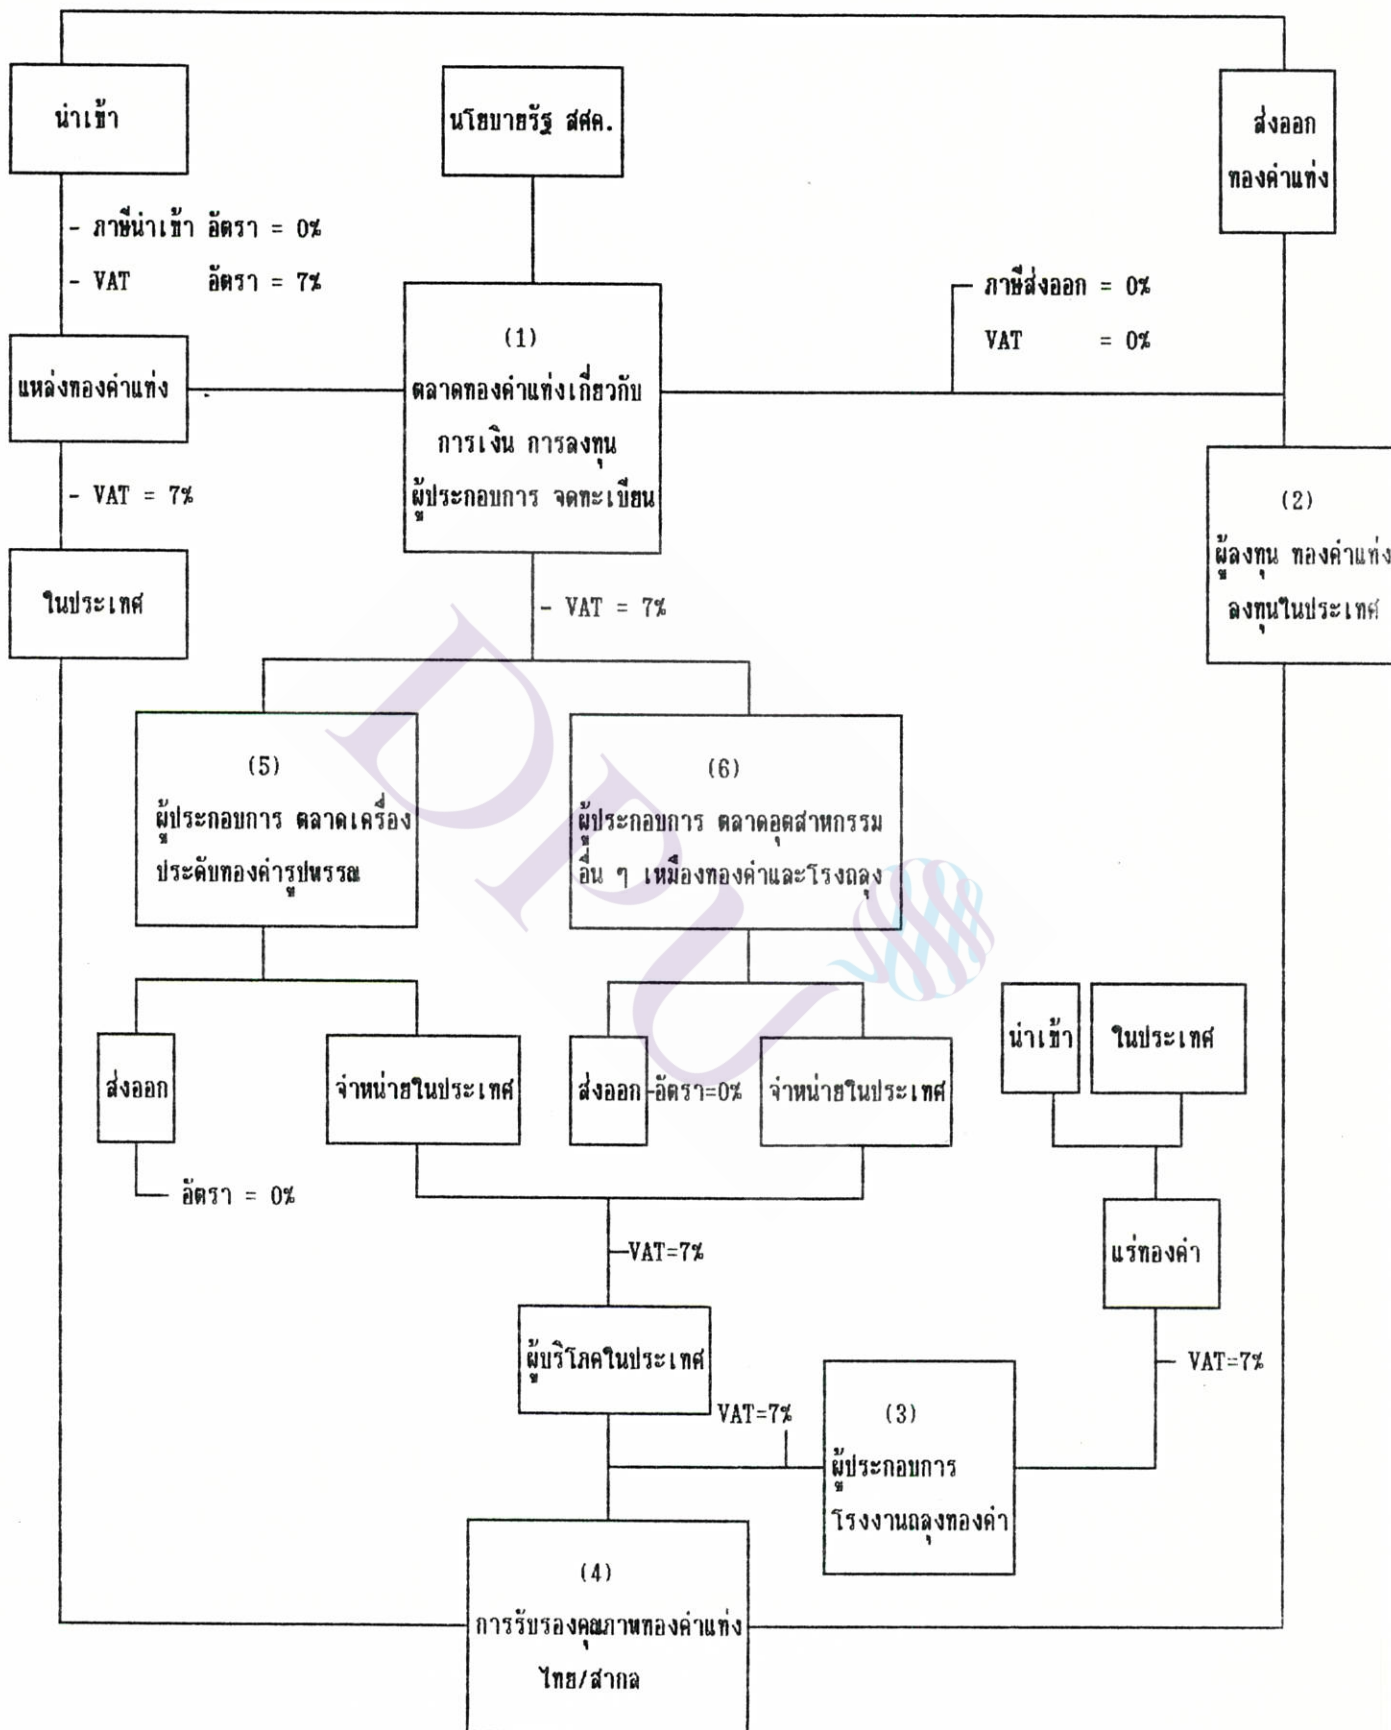 นำเข้า
นโยบายรัฐ สศค.
ส่งออก
ทองคำแท่ง
- ภาษีนำเข้า อัตรา = 0%
- VAT อัตรา = 7%
ภาษีส่งออก = 0%
VAT = 0%
แหล่งทองคำแท่ง
(1)
ตลาดทองคำแท่งเกี่ยวกับ
การเงิน การลงทุน
ผู้ประกอบการ จดทะเบียน
- VAT = 7%
(2)
ผู้ลงทุน ทองคำแท่ง
ลงทุนในประเทศ
ในประเทศ
- VAT = 7%
(5)
ผู้ประกอบการ ตลาดเครื่อง
ประดับทองคำรูปพรรณ
(6)
ผู้ประกอบการ ตลาดอุตสาหกรรม
อื่น ๆ เหมืองทองคำและโรงถลุง
DPU
นำเข้า
ในประเทศ
ส่งออก
จำหน่ายในประเทศ
ส่งออก
-อัตรา=0%
จำหน่ายในประเทศ
อัตรา = 0%
VAT=7%
แร่ทองคำ
ผู้บริโภคในประเทศ
VAT=7%
VAT=7%
(3)
ผู้ประกอบการ
โรงงานถลุงทองคำ
(4)
การรับรองคุณภาพทองคำแท่ง
ไทย/สากล